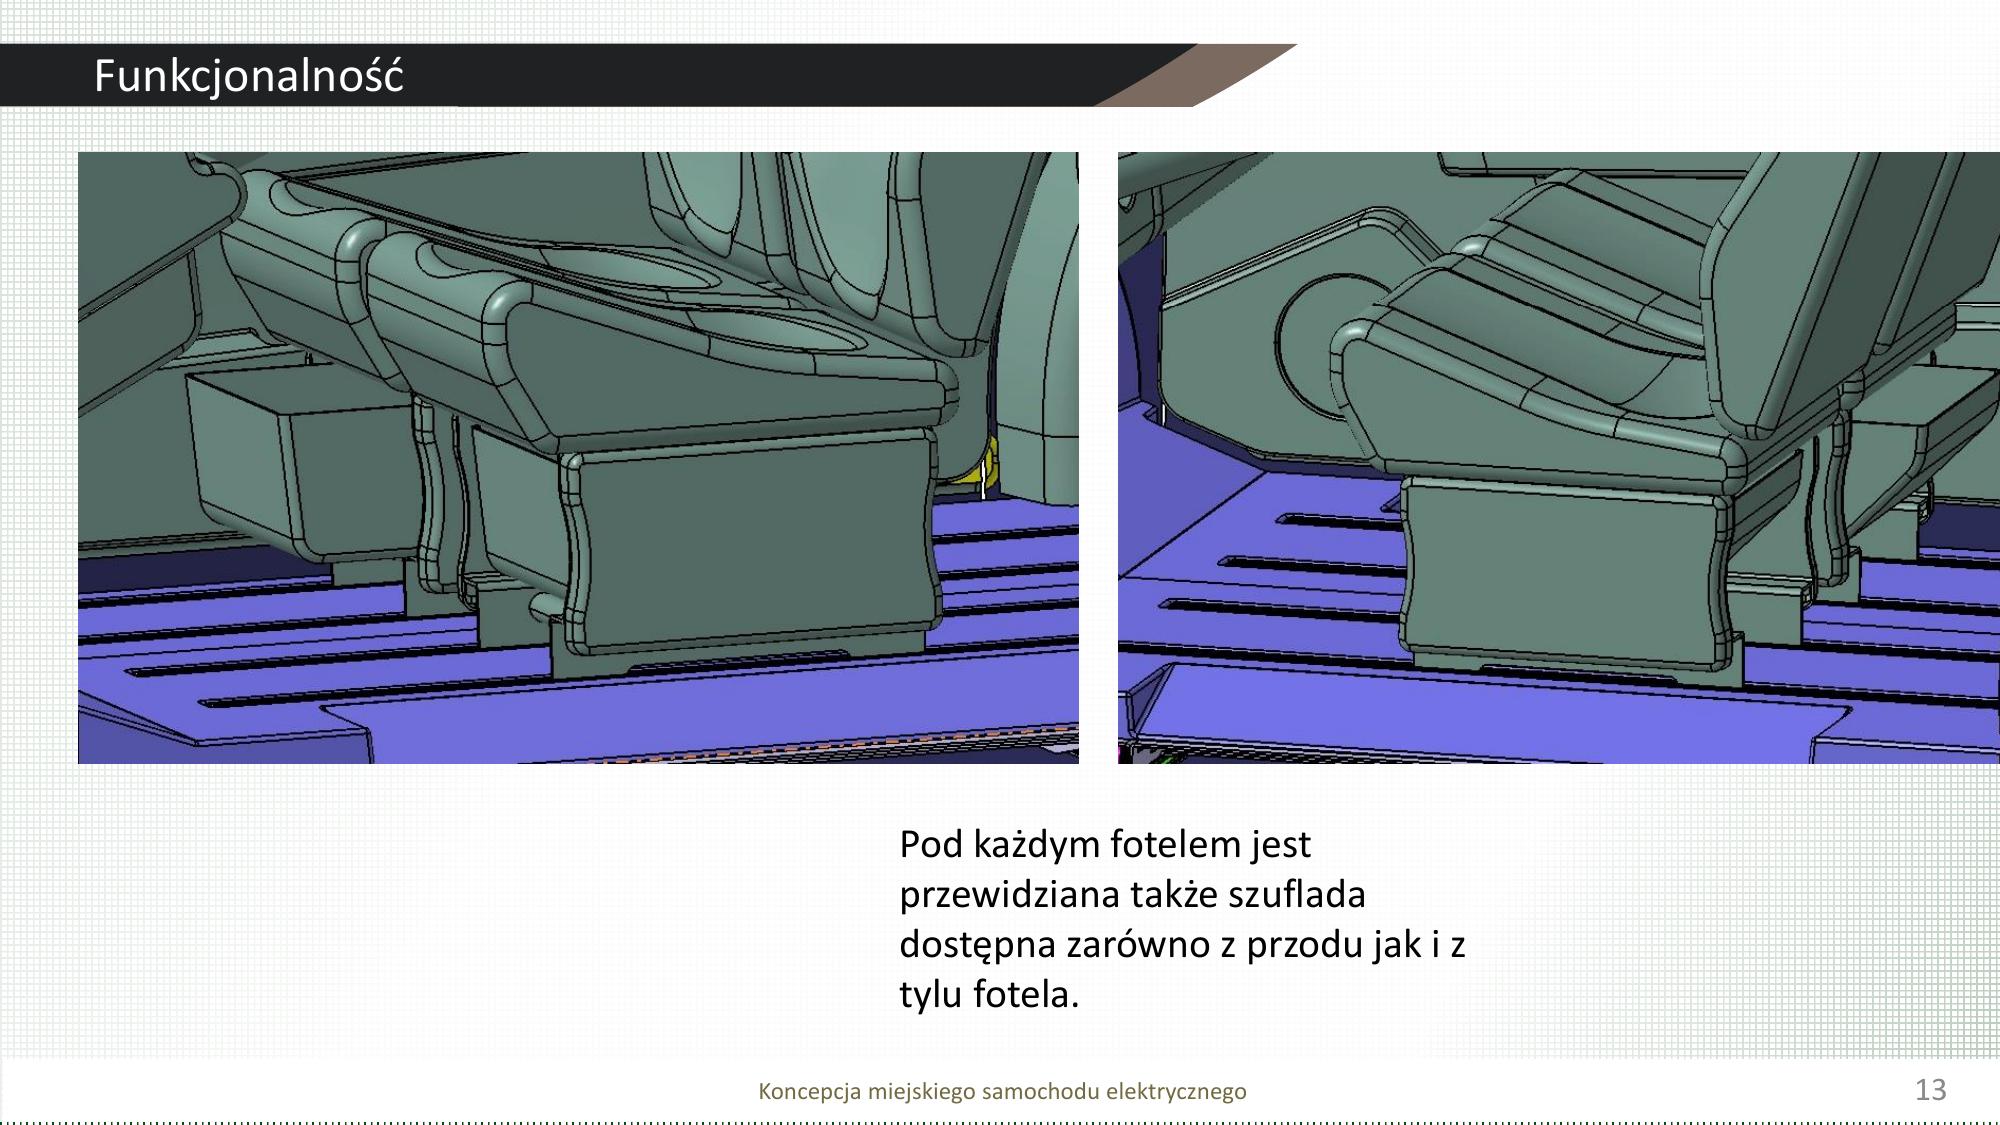 Funkcjonalność
Pod każdym fotelem jest
przewidziana także szuflada
dostępna zarówno z przodu jak i z
tylu fotela.
Koncepcja miejskiego samochodu elektrycznego
13